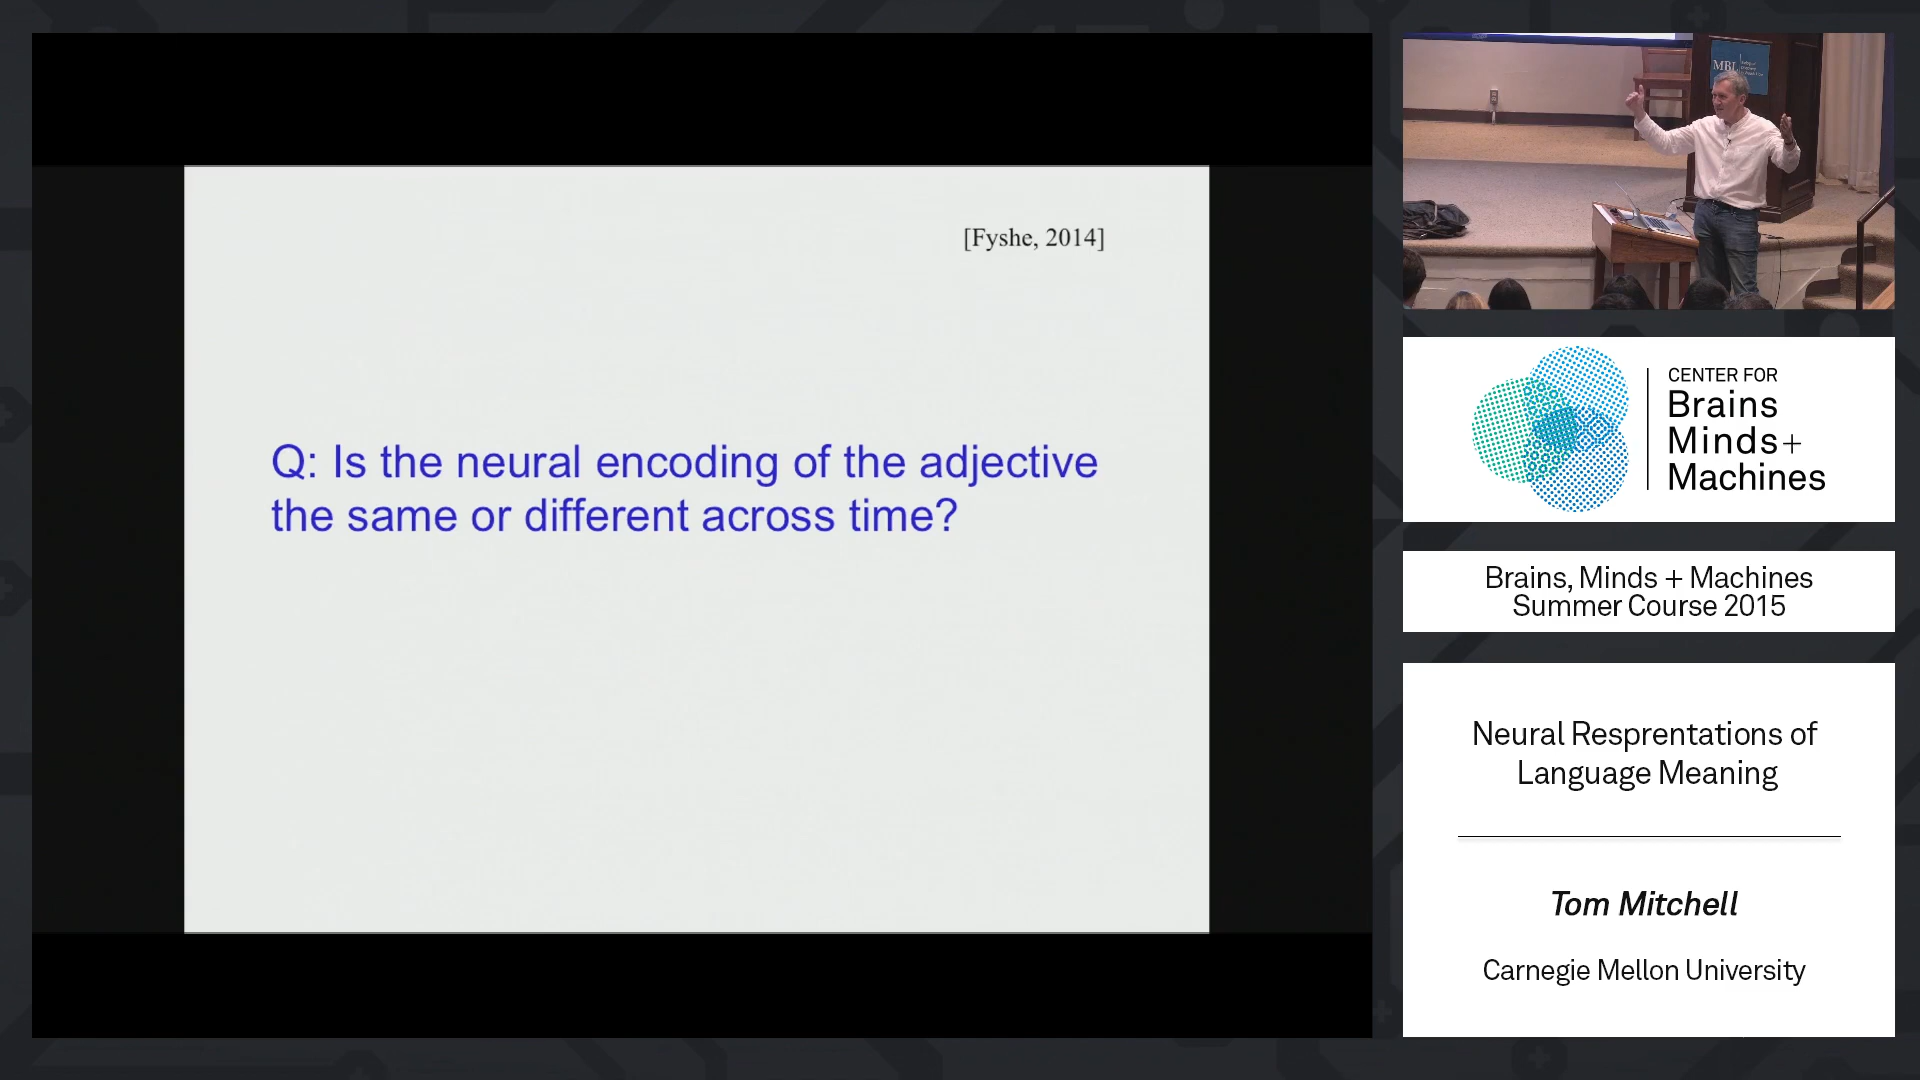 [Fyshe, 2014]
Q: Is the neural encoding of the adjective
the same or different across time?
MBL
CENTER FOR
Brains
Minds+
Machines
Brains, Minds + Machines
Summer Course 2015
Neural Resprentations of
Language Meaning
Tom Mitchell
Carnegie Mellon University